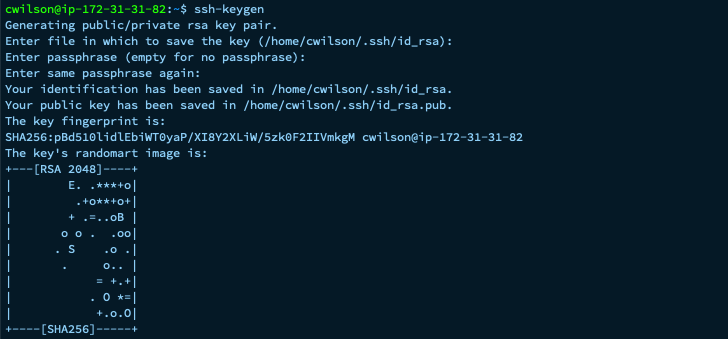 cwilson@ip-172-31-31-82:~$ ssh-keygen
Generating public/private rsa key pair.
Enter file in which to save the key (/home/cwilson/.ssh/id_rsa):
Enter passphrase (empty for no passphrase):
Enter same passphrase again:
Your identification has been saved in /home/cwilson/.ssh/id_rsa.
Your public key has been saved in /home/cwilson/.ssh/id_rsa.pub.
The key fingerprint is:
SHA256:pBd510lidlEbiWT0yaP/XI8Y2XLiW/5zk0F2IIVmkgM cwilson@ip-172-31-31-82
The key's randomart image is:
+---[RSA 2048]----+
|        E. .***+o|
|         .+o**+o+|
|        + .=..oB |
|       o o .  .oo|
|      . S    .o .|
|       .     o.. |
|            = +.+|
|           . O *=|
|            +.o.O|
+----[SHA256]-----+